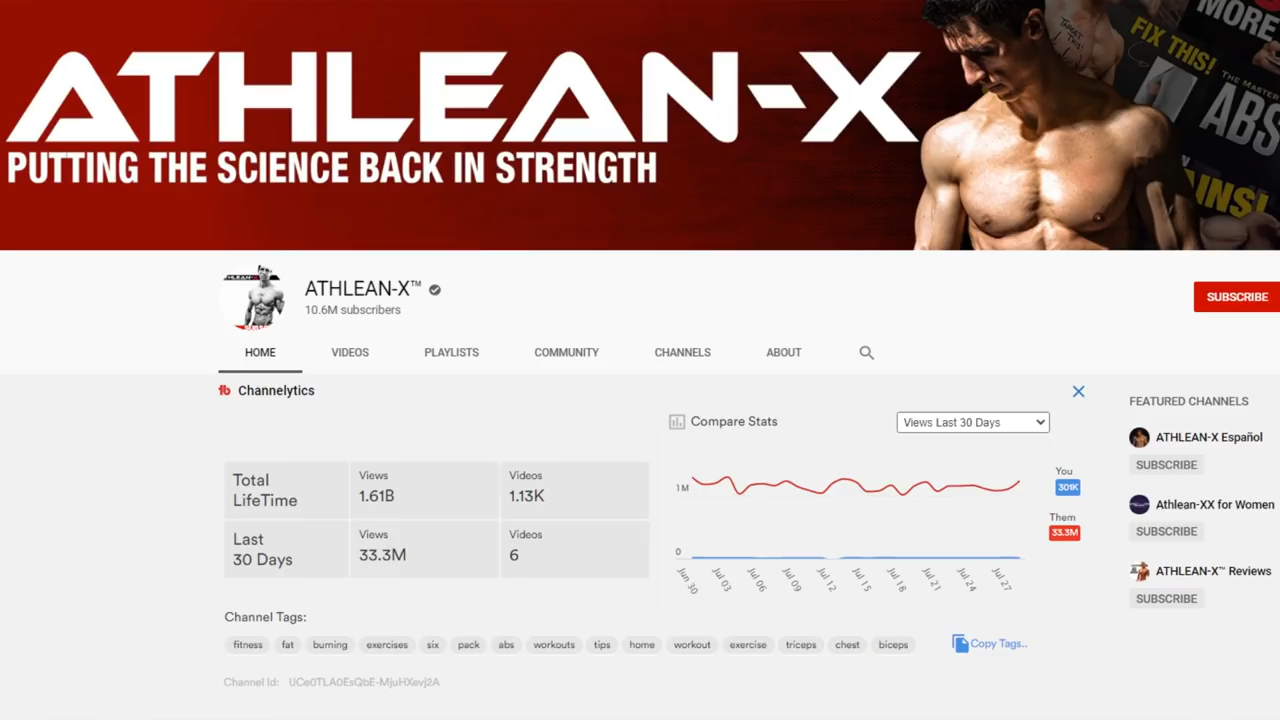 ATHLEAN-X
PUTTING THE SCIENCE BACK IN STRENGTH
TARGET
THIS!
FIX THIS!
MORE
THE MASTER
ABS
AINS!
ATHLEAN-X™
10.6M subscribers
SUBSCRIBE
HOME VIDEOS PLAYLISTS COMMUNITY CHANNELS ABOUT
Channelytics
Compare Stats
Views Last 30 Days
Total
LifeTime
Views
1.61B
Videos
1.13K
Last
30 Days
Views
33.3M
Videos
6
1M
0
Jun 30 Jul 03 Jul 06 Jul 09 Jul 12 Jul 15 Jul 18 Jul 21 Jul 24 Jul 27
You
301K
Them
33.3M
Channel Tags:
fitness fat burning exercises six pack abs workouts tips home workout exercise triceps chest biceps
Copy Tags..
Channel Id: UCe0TLA0EsQbE-MjuHXevj2A
FEATURED CHANNELS
ATHLEAN-X Español
SUBSCRIBE
Athlean-XX for Women
SUBSCRIBE
ATHLEAN-X™ Reviews
SUBSCRIBE